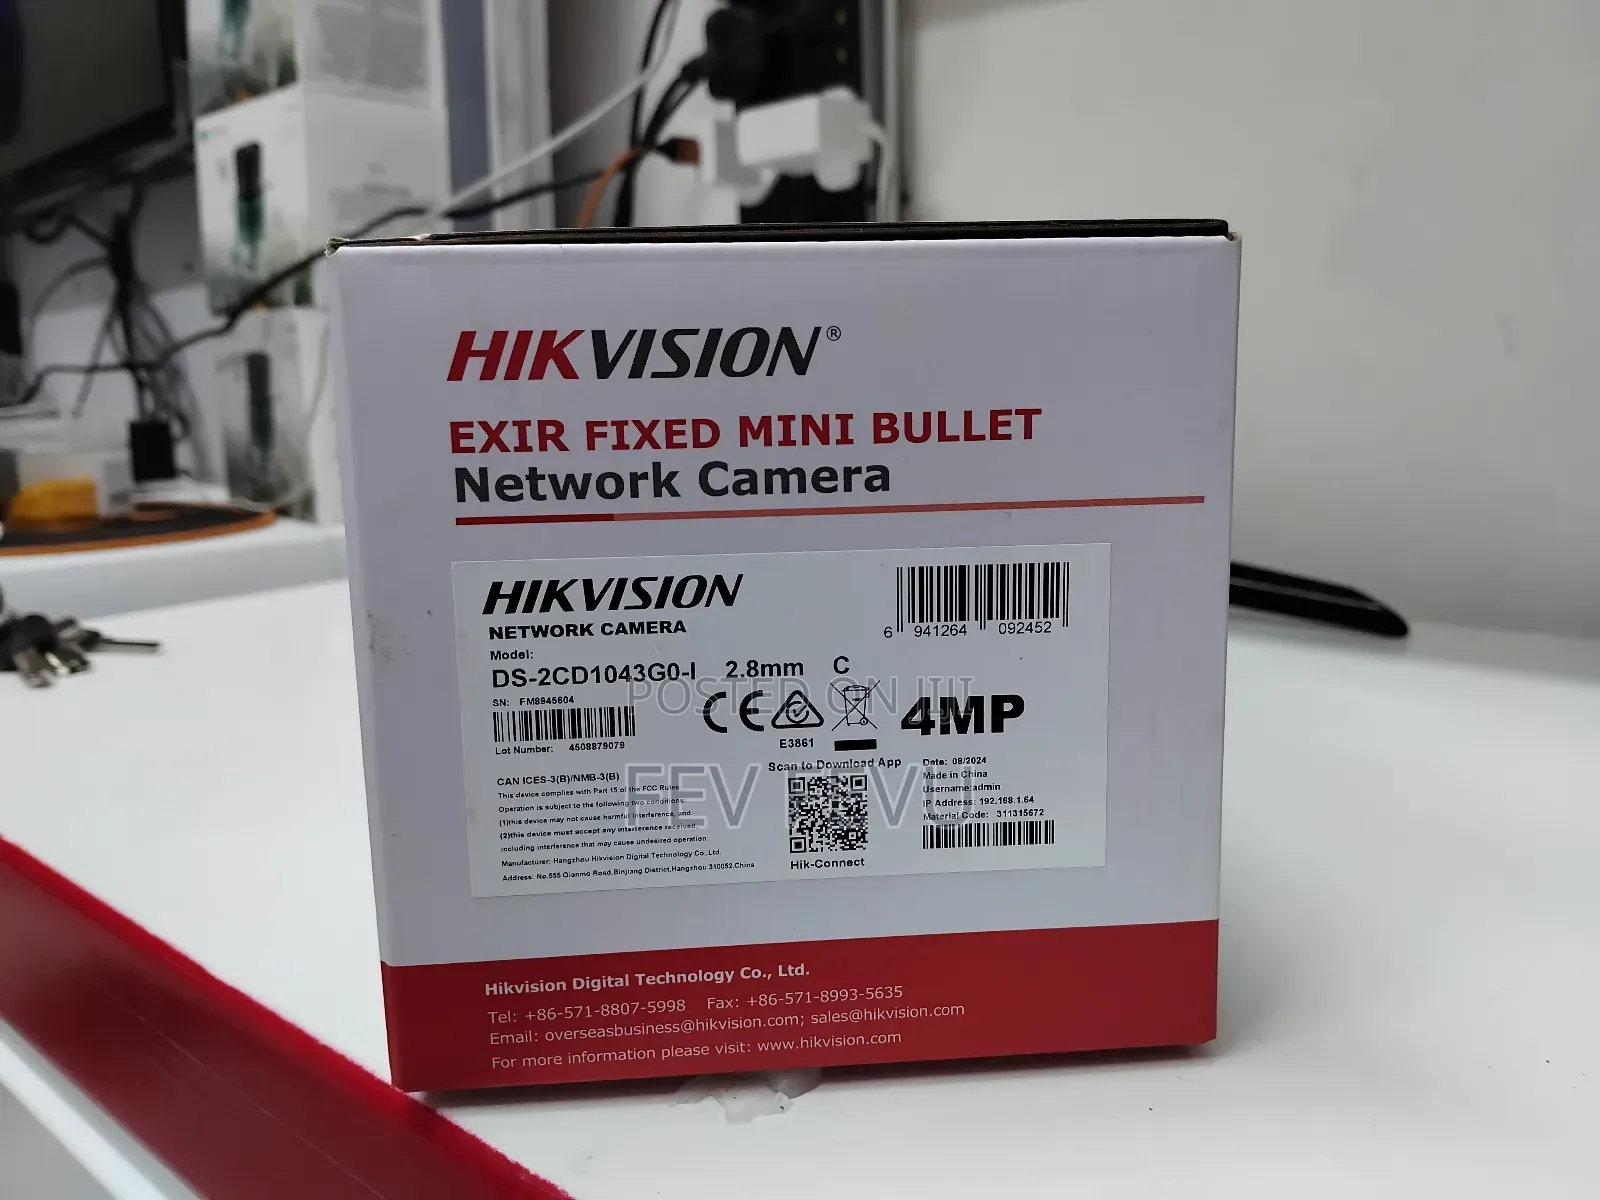 HIKVISION®
EXIR FIXED MINI BULLET
Network Camera
HIKVISION
NETWORK CAMERA
6 941264 092452
Model:
DS-2CD1043G0-I 2.8mm C
SN: FM8945604
Lot Number: 4508879079
CE
E3861
4MP
POSTED ON JIJI
FEV FEVU
CAN ICES-3(B)/NMB-3(B)
This device complies with Part 15 of the FCC Rules
Operation is subject to the following two conditions:
(1)this device may not cause harmful interference, and
(2)this device must accept any interference received,
including interference that may cause undesired operation.
Manufacturer: Hangzhou Hikvision Digital Technology Co.,Ltd.
Address: No.555 Qianmo Road,Binjiang District,Hangzhou 310052,China
Scan to Download App
Hik-Connect
Date: 08/2024
Made in China
Username:admin
IP Address: 192.168.1.64
Material Code: 311315672
Hikvision Digital Technology Co., Ltd.
Tel: +86-571-8807-5998 Fax: +86-571-8993-5635
Email: overseasbusiness@hikvision.com; sales@hikvision.com
For more information please visit: www.hikvision.com